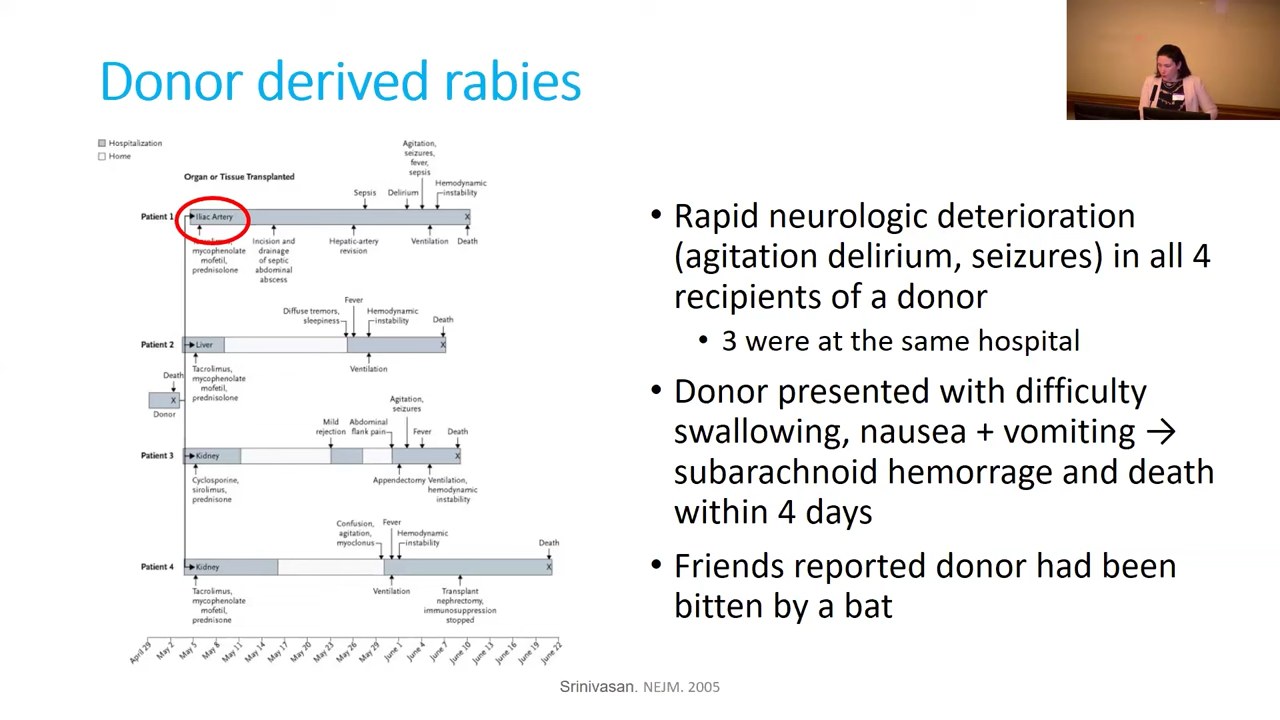 Donor derived rabies
Hospitalization
Home
Organ or Tissue Transplanted
Agitation,
seizures,
fever,
sepsis
Sepsis
Delirium
Hemodynamic
instability
Patient 1
Iliac Artery
X
mycophenolate
mofetil,
prednisolone
Incision and
drainage
of septic
abdominal
abscess
Hepatic-artery
revision
Ventilation
Death
Diffuse tremors,
sleepiness
Fever
Hemodynamic
instability
Death
Patient 2
Liver
X
Tacrolimus,
mycophenolate
mofetil,
prednisolone
Ventilation
Death
X
Donor
Mild
rejection
Abdominal
flank pain
Agitation,
seizures
Fever
Death
Patient 3
Kidney
X
Cyclosporine,
sirolimus,
prednisone
Appendectomy
Ventilation,
hemodynamic
instability
Confusion,
agitation,
myoclonus
Fever
Hemodynamic
instability
Death
Patient 4
Kidney
X
Tacrolimus,
mycophenolate
mofetil,
prednisone
Ventilation
Transplant
nephrectomy,
immunosuppression
stopped
April 29
May 2
May 5
May 8
May 11
May 14
May 17
May 20
May 23
May 26
May 29
June 1
June 4
June 7
June 10
June 13
June 16
June 19
June 22
• Rapid neurologic deterioration
(agitation delirium, seizures) in all 4
recipients of a donor
• 3 were at the same hospital
• Donor presented with difficulty
swallowing, nausea + vomiting →
subarachnoid hemorrage and death
within 4 days
• Friends reported donor had been
bitten by a bat
Srinivasan. NEJM. 2005